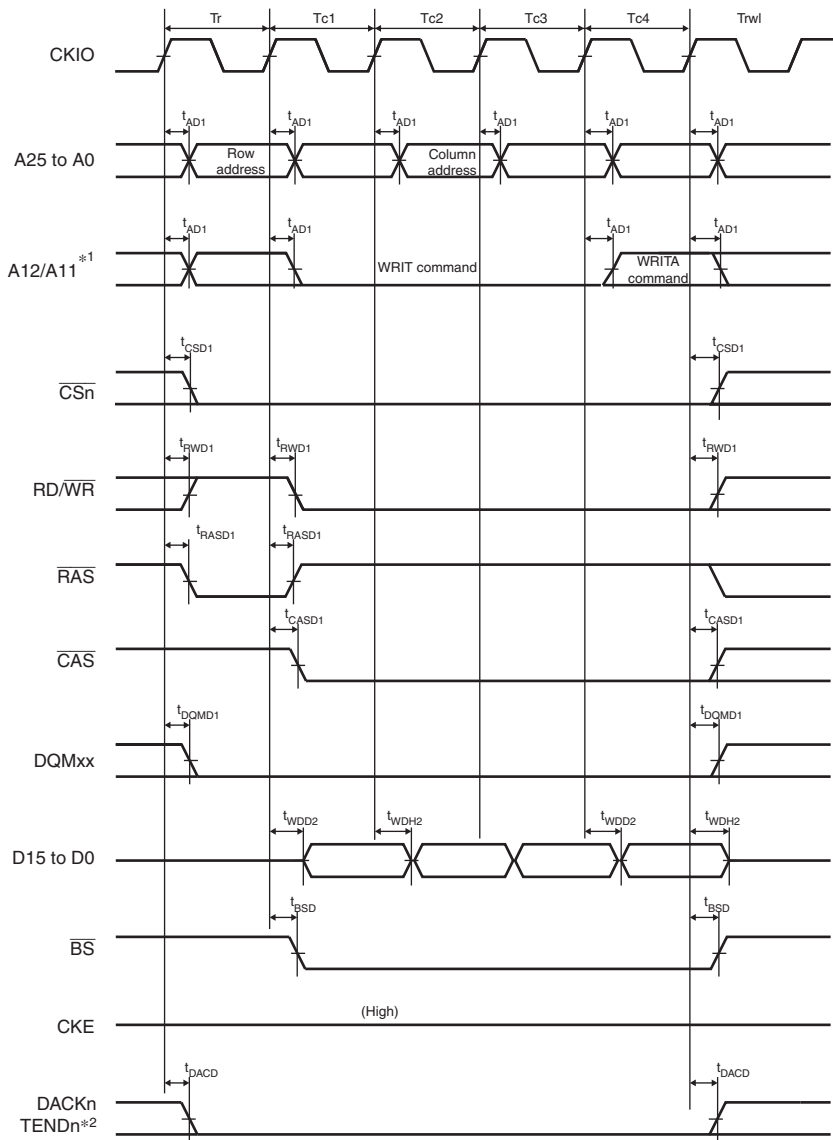 Tr Tc1 Tc2 Tc3 Tc4 Trwl
CKIO
tAD1 tAD1 tAD1 tAD1 tAD1 tAD1
A25 to A0
Row
address
Column
address
tAD1 tAD1 tAD1 tAD1
A12/A11*1
WRIT command
WRITA
command
tCSD1 tCSD1
CSn
tRWD1 tRWD1 tRWD1
RD/WR
tRASD1 tRASD1
RAS
tCASD1 tCASD1
CAS
tDQMD1 tDQMD1
DQMxx
tWDD2 tWDH2 tWDD2 tWDH2
D15 to D0
tBSD tBSD
BS
(High)
CKE
tDACD tDACD
DACKn
TENDn*2